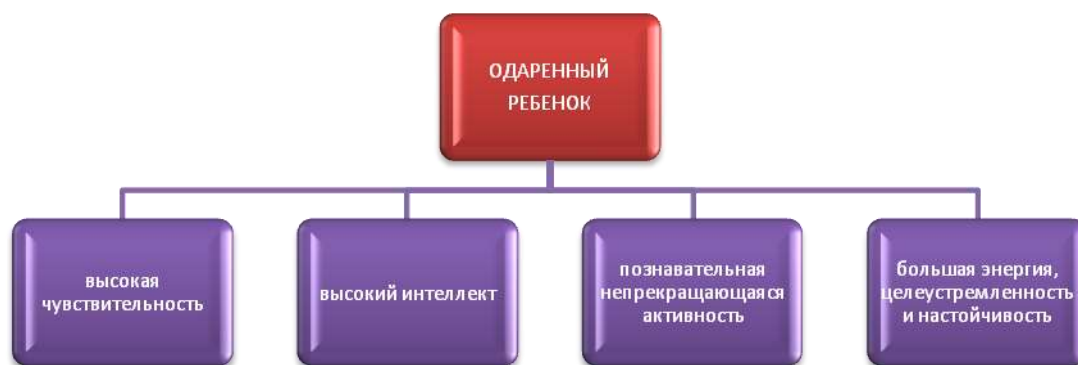 ОДАРЕННЫЙ
РЕБЕНОК
высокая
чувствительность
высокий интеллект
познавательная
непрекращающаяся
активность
большая энергия,
целеустремленность
и настойчивость